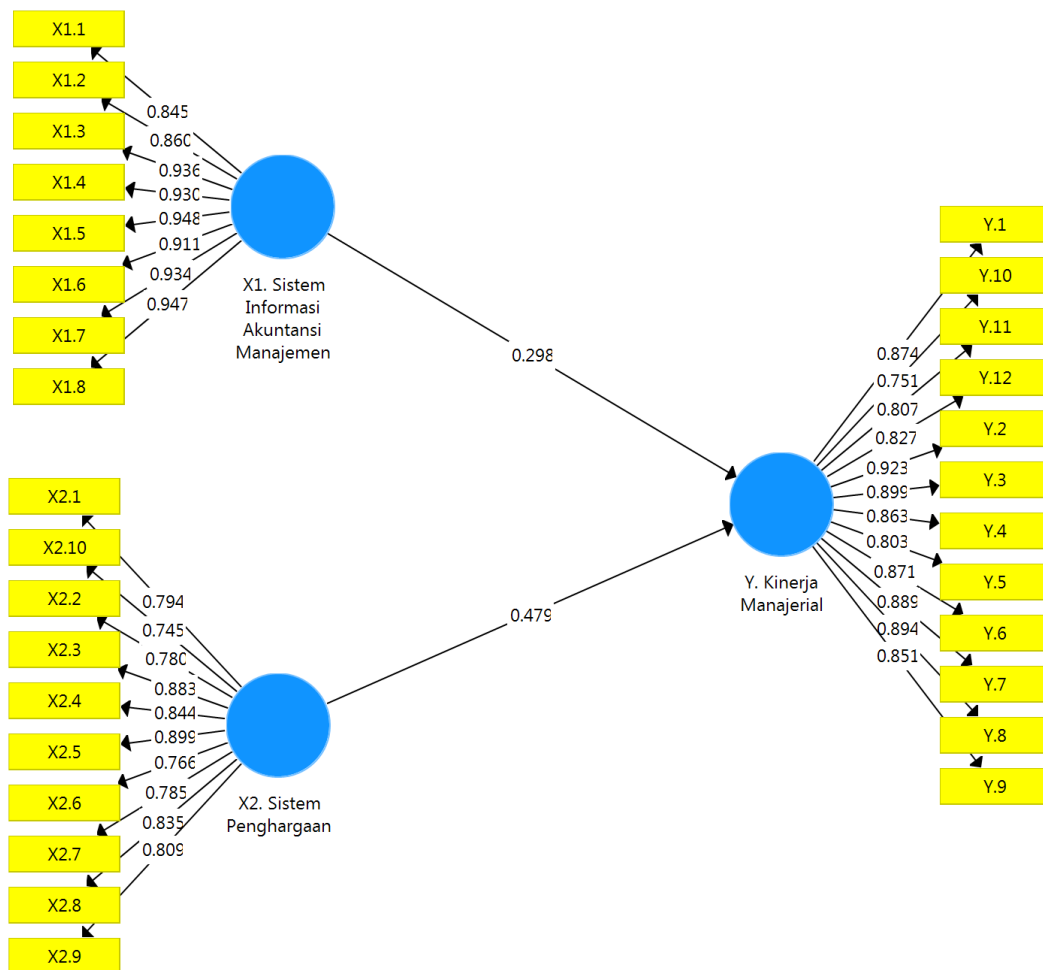 X1.1
X1.2
X1.3
X1.4
X1.5
X1.6
X1.7
X1.8
0.845
0.860
0.936
0.930
0.948
0.911
0.934
0.947
X1. Sistem
Informasi
Akuntansi
Manajemen
0.298
X2.1
X2.10
X2.2
X2.3
X2.4
X2.5
X2.6
X2.7
X2.8
X2.9
0.794
0.745
0.780
0.883
0.844
0.899
0.766
0.785
0.835
0.809
X2. Sistem
Penghargaan
0.479
Y. Kinerja
Manajerial
0.874
0.751
0.807
0.827
0.923
0.899
0.863
0.803
0.871
0.889
0.894
0.851
Y.1
Y.10
Y.11
Y.12
Y.2
Y.3
Y.4
Y.5
Y.6
Y.7
Y.8
Y.9